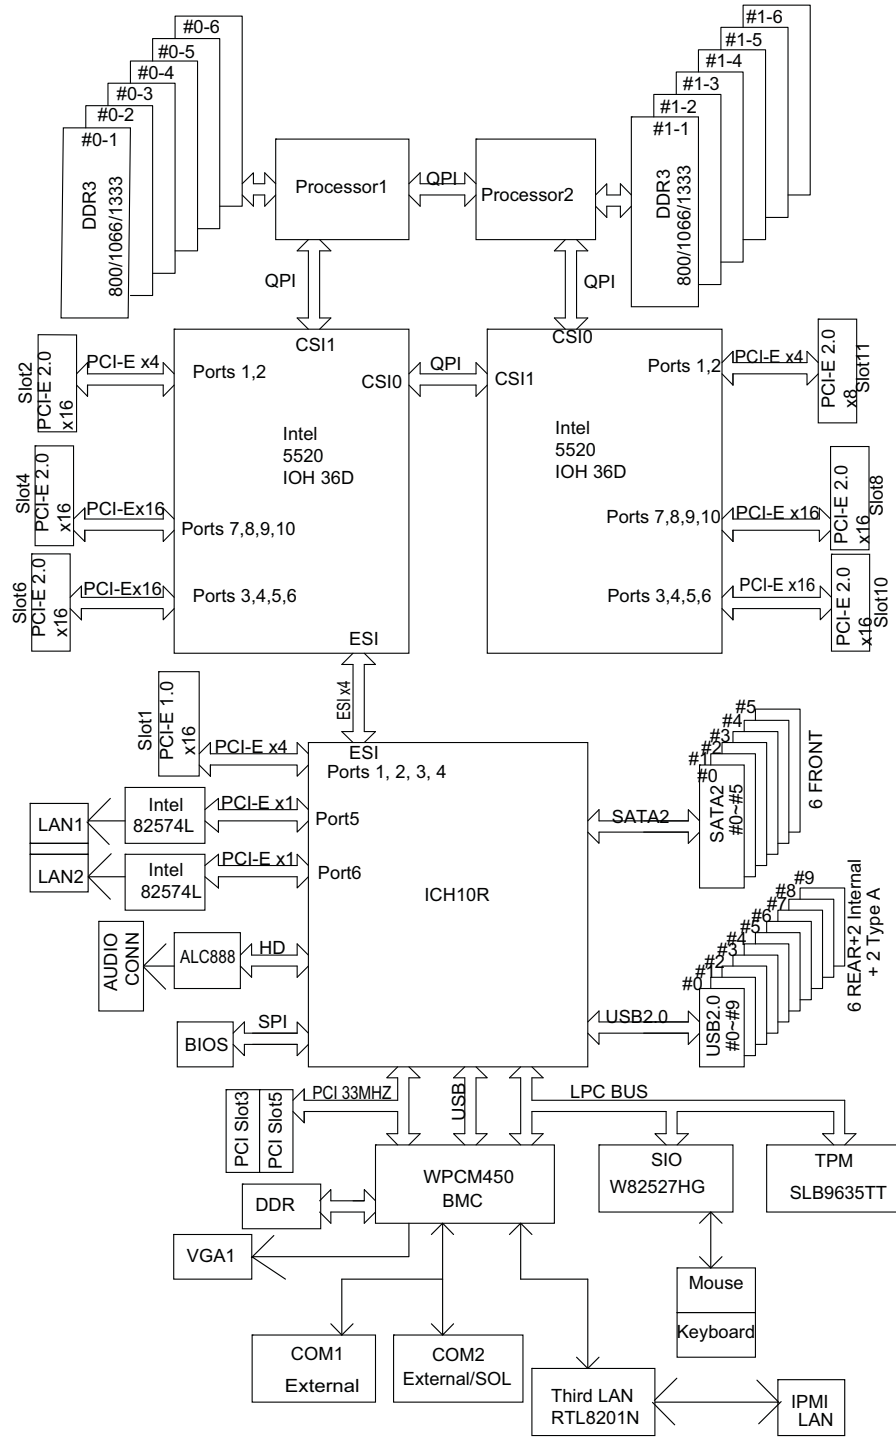 #0-6
#0-5
#0-4
#0-3
#0-2
#0-1
DDR3
800/1066/1333
Processor1
QPI
Processor2
#1-6
#1-5
#1-4
#1-3
#1-2
#1-1
DDR3
800/1066/1333
QPI
QPI
Slot2
PCI-E 2.0
x16
PCI-E x4
CSI1
Ports 1,2
CSI0
QPI
CSI0
CSI1
Ports 1,2
PCI-E x4
PCI-E 2.0
x8
Slot11
Intel
5520
IOH 36D
Intel
5520
IOH 36D
Slot4
PCI-E 2.0
x16
PCI-Ex16
Ports 7,8,9,10
Ports 7,8,9,10
PCI-E x16
PCI-E 2.0
x16
Slot8
Slot6
PCI-E 2.0
x16
PCI-Ex16
Ports 3,4,5,6
Ports 3,4,5,6
PCI-E x16
PCI-E 2.0
x16
Slot10
ESI
ESI x4
Slot1
PCI-E 1.0
x16
PCI-E x4
ESI
Ports 1, 2, 3, 4
LAN1
Intel
82574L
PCI-E x1
Port5
LAN2
Intel
82574L
PCI-E x1
Port6
ICH10R
SATA2
#5
#4
#3
#2
#1
#0
SATA2
#0~#5
6 FRONT
AUDIO
CONN
ALC888
HD
BIOS
SPI
USB2.0
#9
#8
#7
#6
#5
#4
#3
#2
#1
#0
USB2.0
#0~#9
6 REAR+2 Internal
+ 2 Type A
PCI Slot3
PCI Slot5
PCI 33MHZ
USB
LPC BUS
WPCM450
BMC
SIO
W82527HG
TPM
SLB9635TT
DDR
VGA1
Mouse
Keyboard
COM1
External
COM2
External/SOL
Third LAN
RTL8201N
IPMI
LAN